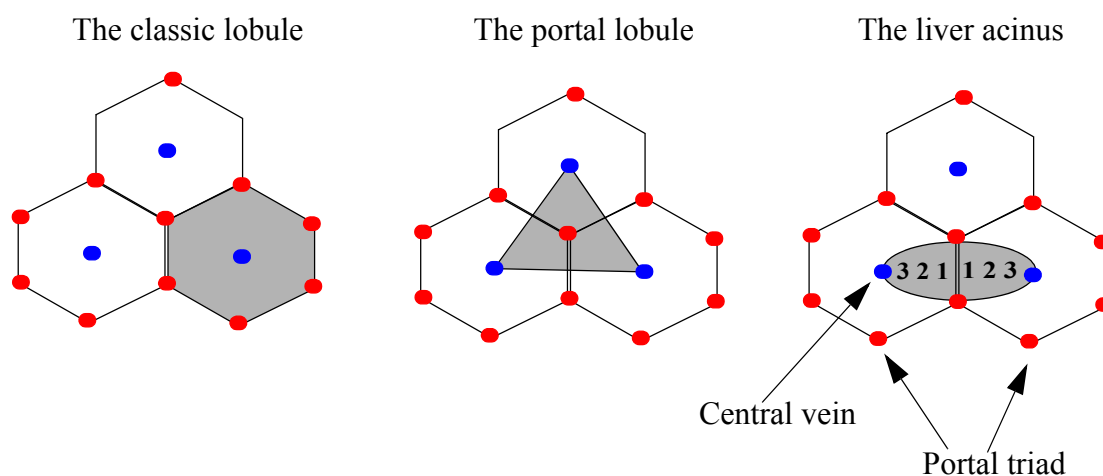 The classic lobule
The portal lobule
The liver acinus
3 2 1 1 2 3
Central vein
Portal triad